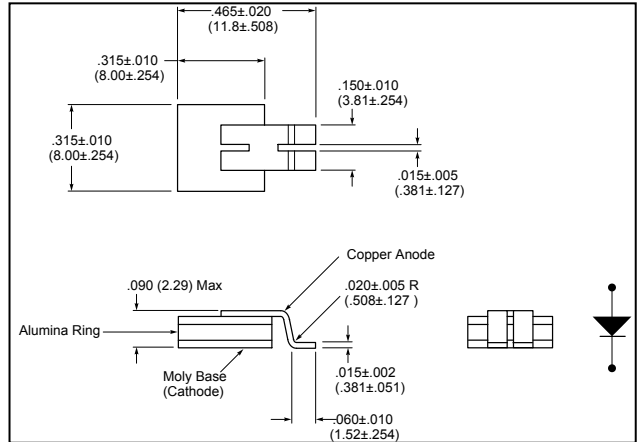 .465±.020
(11.8±.508)
.315±.010
(8.00±.254)
.150±.010
(3.81±.254)
.315±.010
(8.00±.254)
.015±.005
(.381±.127)
Copper Anode
.090 (2.29) Max
.020±.005 R
(.508±.127 )
Alumina Ring
Moly Base
(Cathode)
.015±.002
(.381±.051)
.060±.010
(1.52±.254)